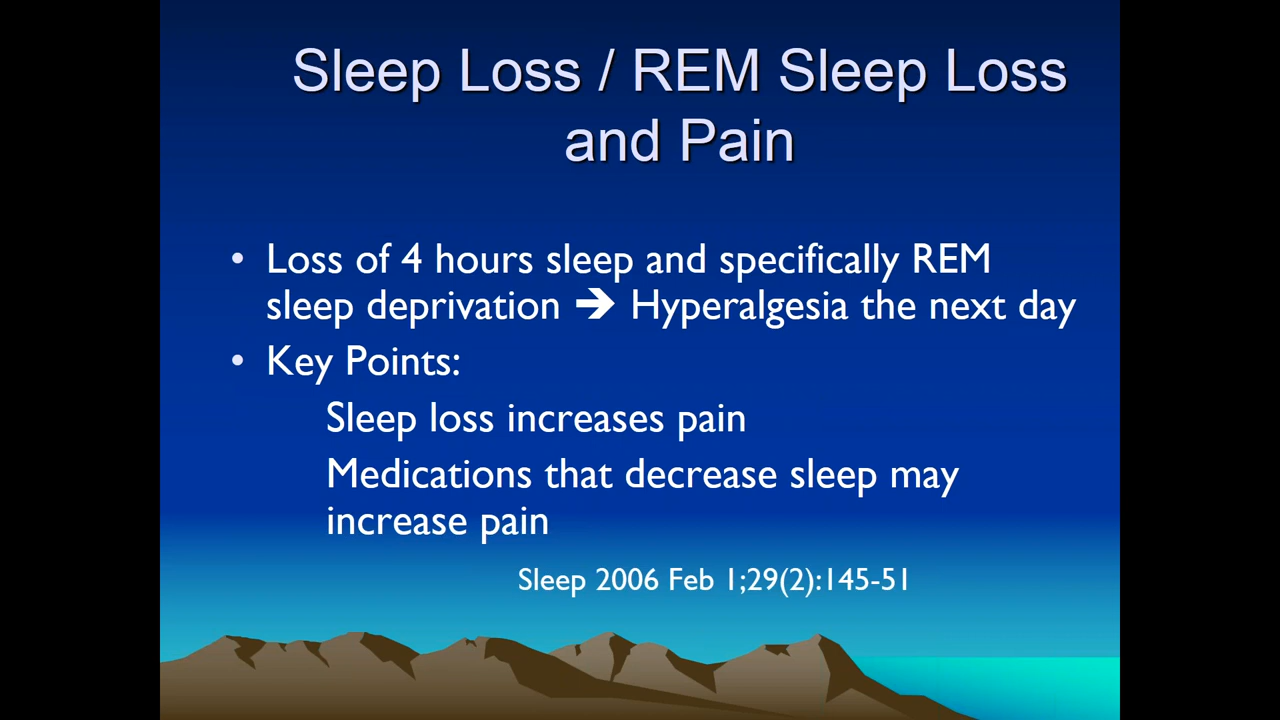 Sleep Loss / REM Sleep Loss
and Pain
• Loss of 4 hours sleep and specifically REM
sleep deprivation ➔ Hyperalgesia the next day
• Key Points:
Sleep loss increases pain
Medications that decrease sleep may
increase pain
Sleep 2006 Feb 1;29(2):145-51